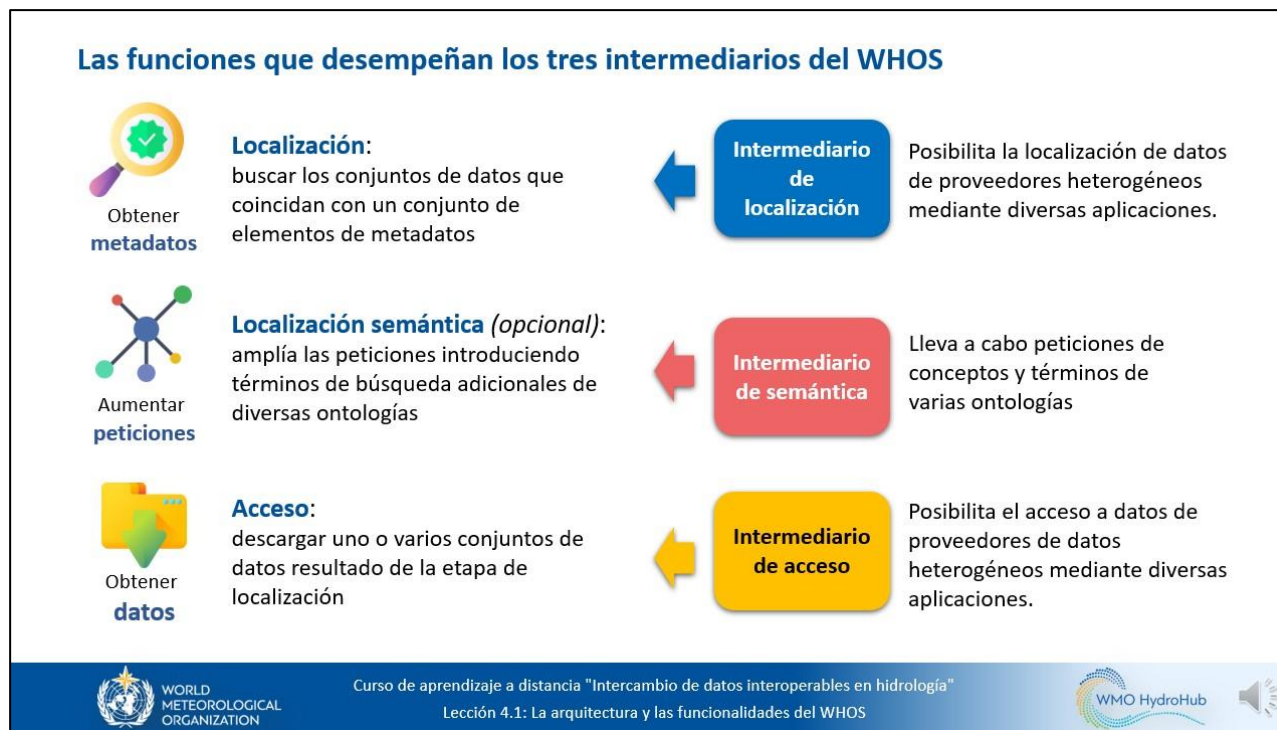 Las funciones que desempeñan los tres intermediarios del WHOS
Obtener
metadatos
Localización:
buscar los conjuntos de datos que
coincidan con un conjunto de
elementos de metadatos
Intermediario
de
localización
Posibilita la localización de datos
de proveedores heterogéneos
mediante diversas aplicaciones.
Aumentar
peticiones
Localización semántica (opcional):
amplía las peticiones introduciendo
términos de búsqueda adicionales de
diversas ontologías
Intermediario
de semántica
Lleva a cabo peticiones de
conceptos y términos de
varias ontologías
Obtener
datos
Acceso:
descargar uno o varios conjuntos de
datos resultado de la etapa de
localización
Intermediario
de acceso
Posibilita el acceso a datos de
proveedores de datos
heterogéneos mediante diversas
aplicaciones.
WORLD
METEOROLOGICAL
ORGANIZATION
Curso de aprendizaje a distancia "Intercambio de datos interoperables en hidrología"
Lección 4.1: La arquitectura y las funcionalidades del WHOS
WMO HydroHub